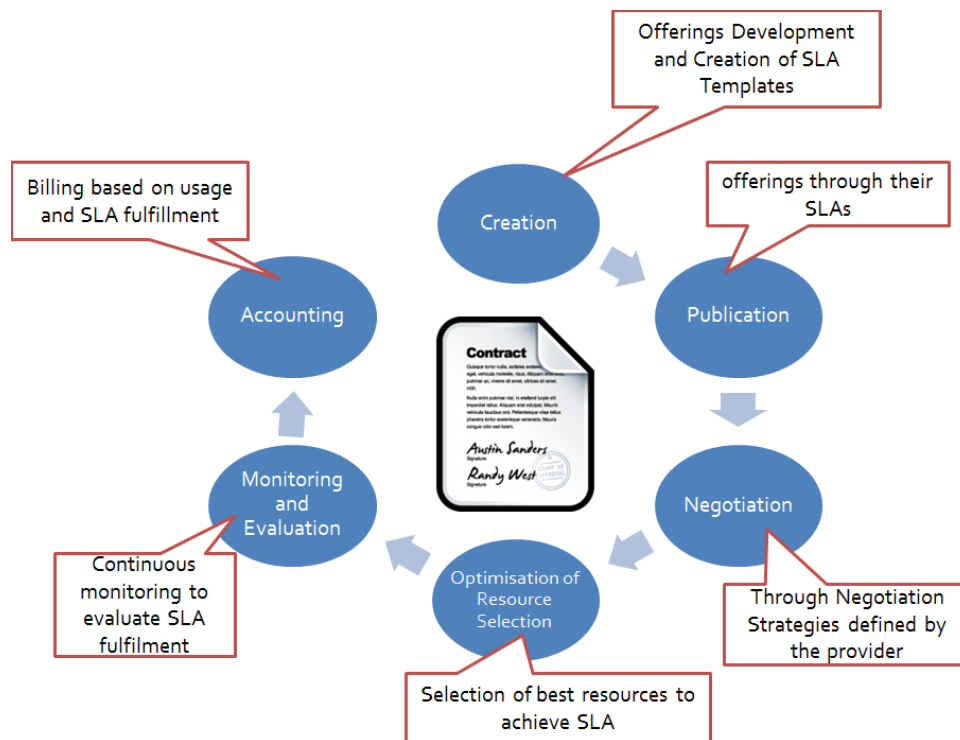 Offerings Development
and Creation of SLA
Templates
Creation
offerings through their
SLAs
Publication
Billing based on usage
and SLA fulfillment
Accounting
Contract
Austin Sanders
Signature
Randy West
Signature
Negotiation
Through Negotiation
Strategies defined by
the provider
Optimisation of
Resource
Selection
Selection of best resources to
achieve SLA
Monitoring
and
Evaluation
Continuous
monitoring to
evaluate SLA
fulfilment